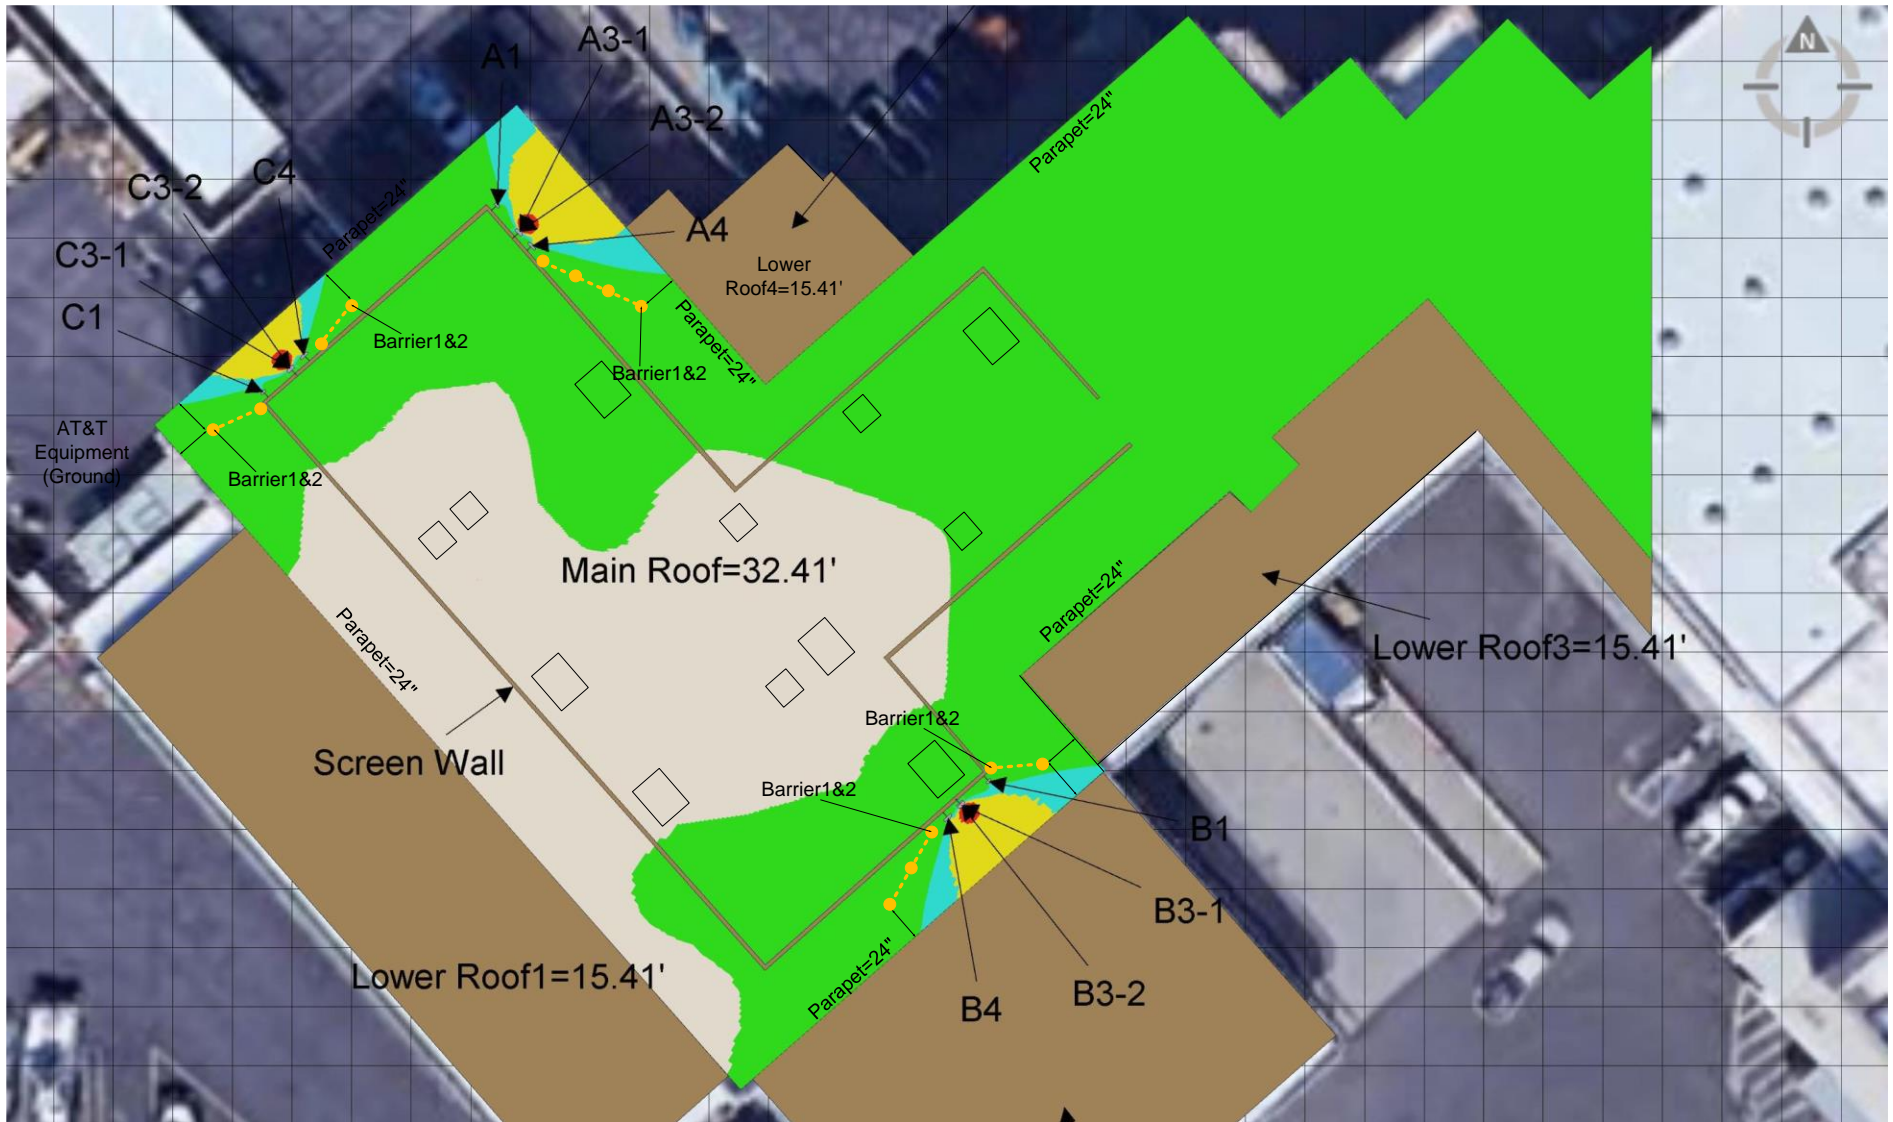 A3-1
A1
N
A3-2
C4
C3-2
Parapet=24"
Parapet=24"
A4
C3-1
Lower
Roof4=15.41'
C1
Barrier1&2
Parapet=24"
Barrier1&2
AT&T
Equipment
(Ground)
Barrier1&2
Main Roof=32.41'
Parapet=24"
Parapet=24"
Lower Roof3=15.41'
Barrier1&2
Screen Wall
Barrier1&2
B1
B3-1
Parapet=24"
Lower Roof1=15.41'
B3-2
B4